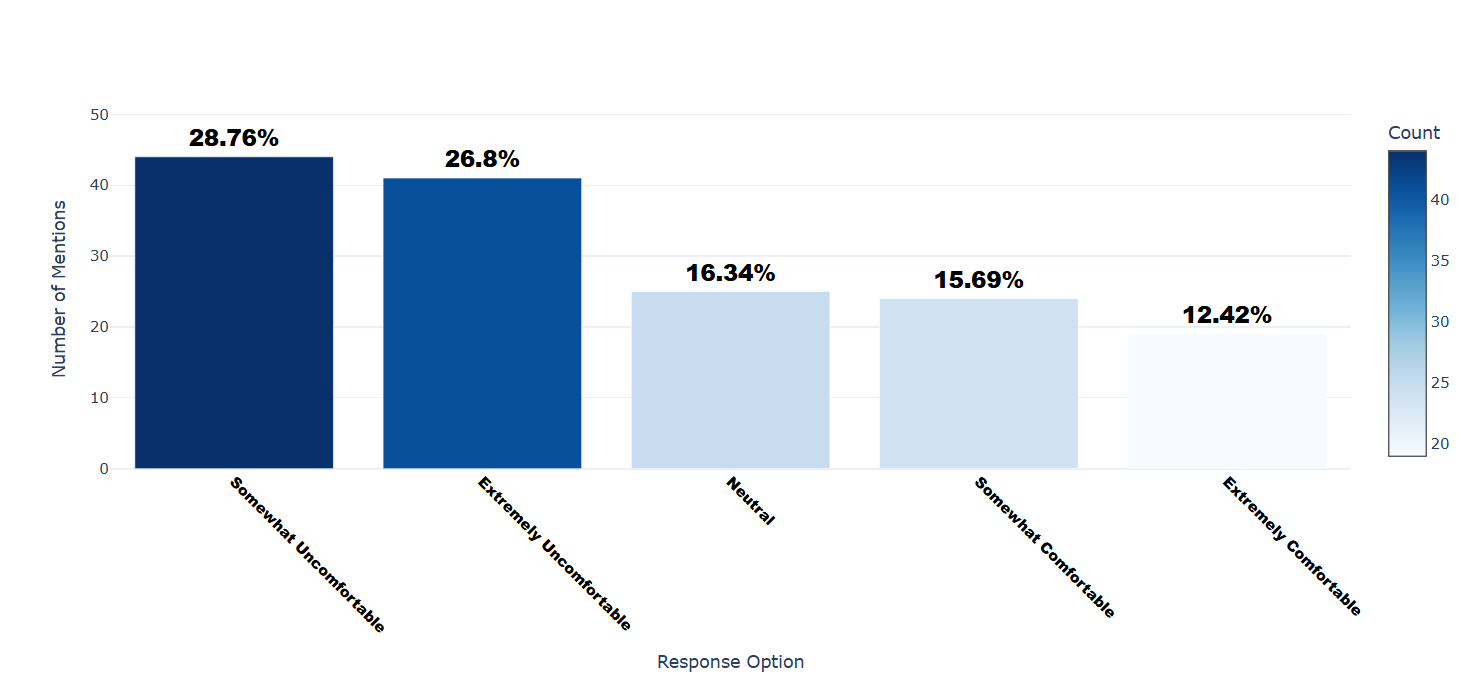 50
40
30
20
10
0
Number of Mentions
28.76%
26.8%
16.34%
15.69%
12.42%
Somewhat Uncomfortable
Extremely Uncomfortable
Neutral
Somewhat Comfortable
Extremely Comfortable
Response Option
Count
40
35
30
25
20